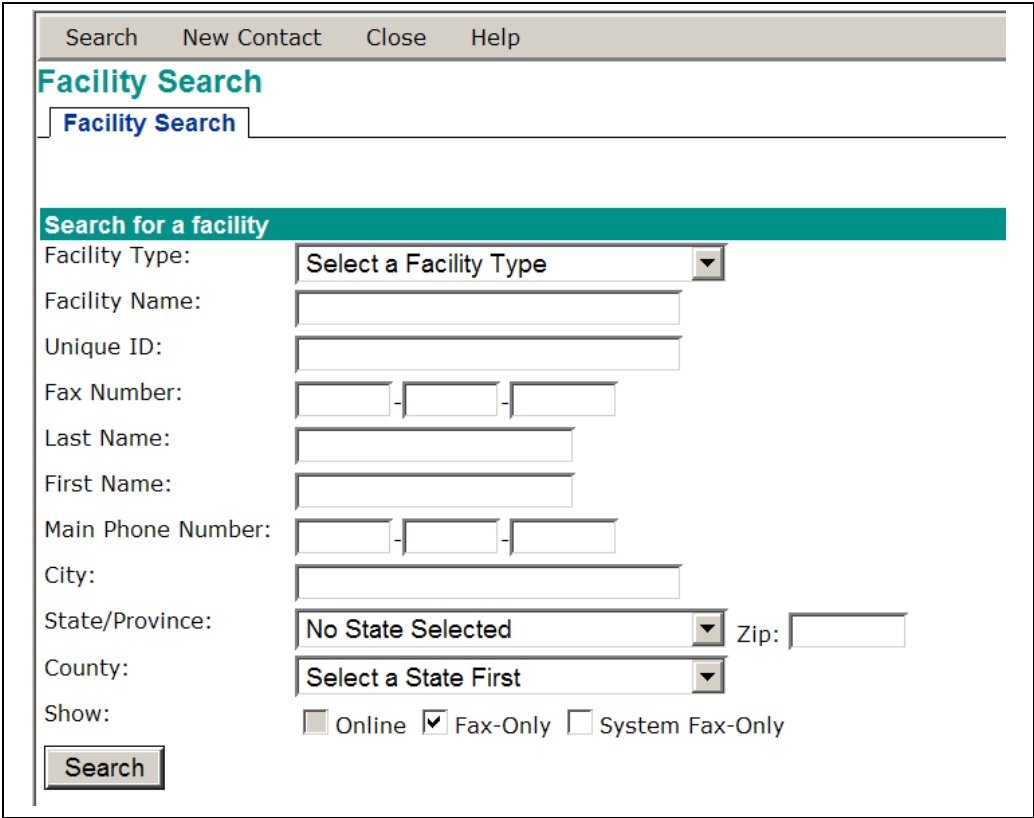 Search New Contact Close Help
Facility Search
Facility Search
Search for a facility
Facility Type: Select a Facility Type
Facility Name:
Unique ID:
Fax Number: - -
Last Name:
First Name:
Main Phone Number: - -
City:
State/Province: No State Selected Zip:
County: Select a State First
Show: Online Fax-Only System Fax-Only
Search